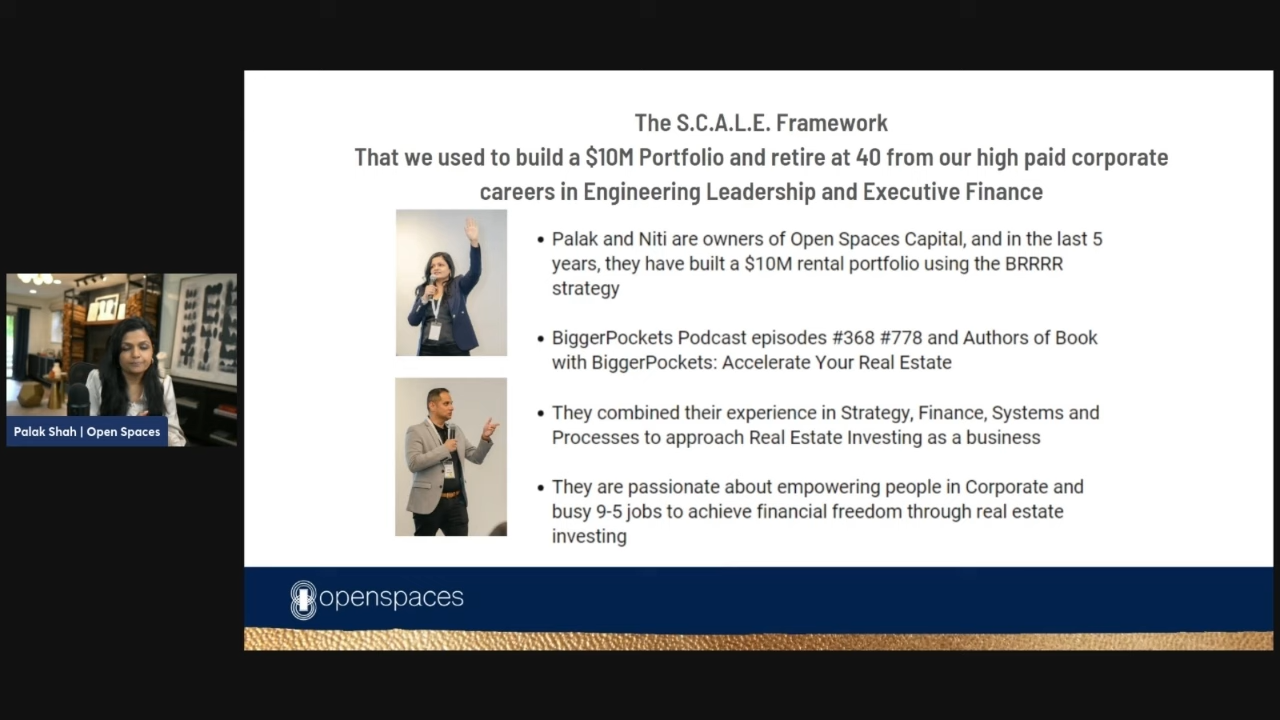 The S.C.A.L.E. Framework
That we used to build a $10M Portfolio and retire at 40 from our high paid corporate
careers in Engineering Leadership and Executive Finance
• Palak and Niti are owners of Open Spaces Capital, and in the last 5
years, they have built a $10M rental portfolio using the BRRRR
strategy
• BiggerPockets Podcast episodes #368 #778 and Authors of Book
with BiggerPockets: Accelerate Your Real Estate
• They combined their experience in Strategy, Finance, Systems and
Processes to approach Real Estate Investing as a business
• They are passionate about empowering people in Corporate and
busy 9-5 jobs to achieve financial freedom through real estate
investing
Palak Shah | Open Spaces
openspaces